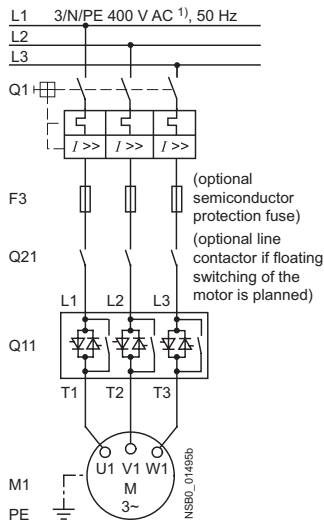 L1 3/N/PE 400 V AC 1), 50 Hz
L2
L3
Q1
I >> I >> I >>
F3
(optional
semiconductor
protection fuse)
Q21
(optional line
contactor if floating
switching of the
motor is planned)
L1 L2 L3
Q11
T1 T2 T3
U1 V1 W1
M1
M
3~
PE
NSB0_01495b